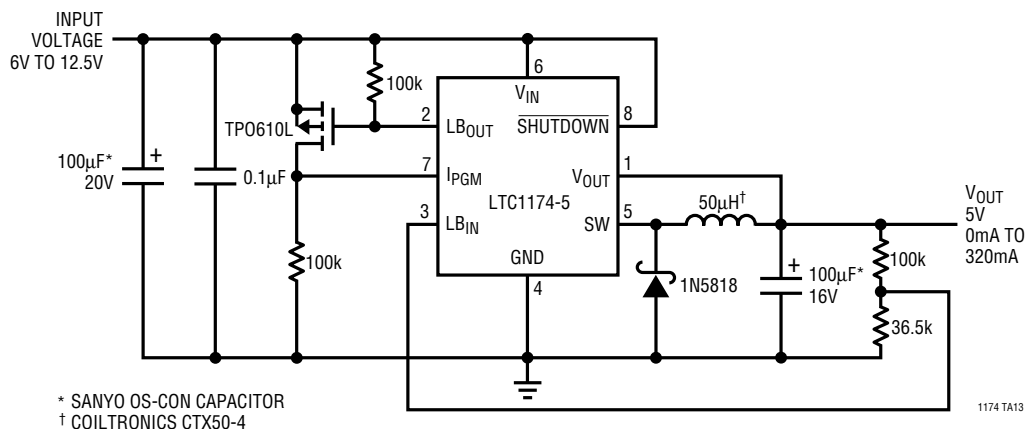 INPUT
VOLTAGE
6V TO 12.5V
100µF*
20V
+
0.1µF
TPO610L
100k
100k
2
7
3
6
VIN
LBOUT
SHUTDOWN
IPGM
VOUT
LTC1174-5
LBIN
SW
GND
4
8
1
5
50µH†
1N5818
+
100µF*
16V
100k
36.5k
VOUT
5V
0mA TO
320mA
* SANYO OS-CON CAPACITOR
† COILTRONICS CTX50-4
1174 TA13